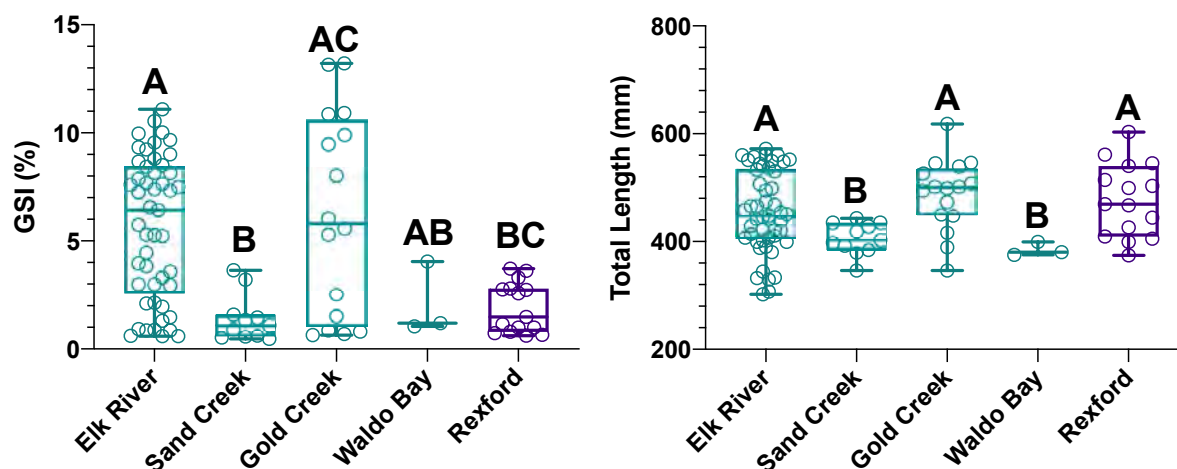 GSI (%)
15
10
5
0
A
B
AC
AB
BC
Elk River
Sand Creek
Gold Creek
Waldo Bay
Rexford
Total Length (mm)
800
600
400
200
A
B
A
B
A
Elk River
Sand Creek
Gold Creek
Waldo Bay
Rexford